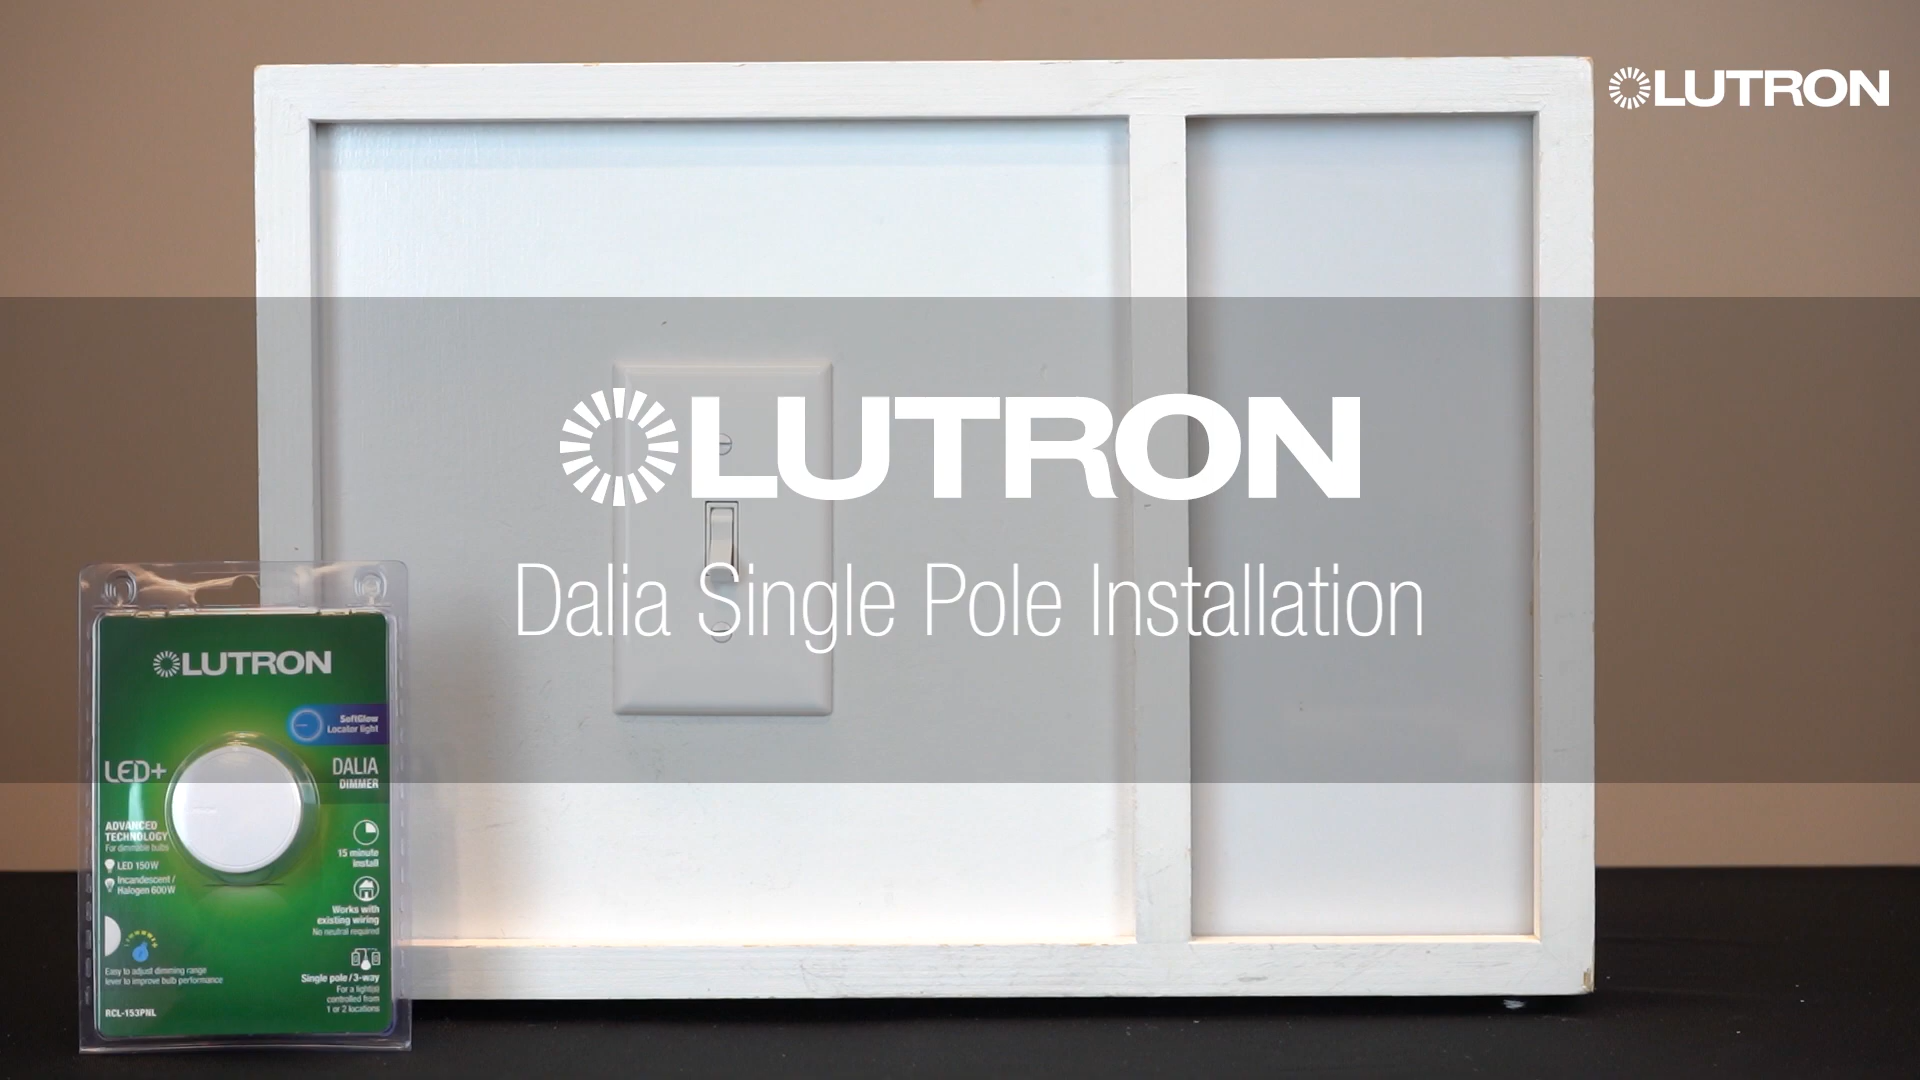 LUTRON
LUTRON
Dalia Single Pole Installation
LUTRON
SoftGlow
Locator light
LED+
DALIA
DIMMER
ADVANCED
TECHNOLOGY
For dimmable bulbs
LED 150W
Incandescent /
Halogen 600W
15 minute
install
Works with
existing wiring
No neutral required
Easy to adjust dimming range
lever to improve bulb performance
Single pole / 3-way
For a light(s)
controlled from
1 or 2 locations
RCL-153PNL